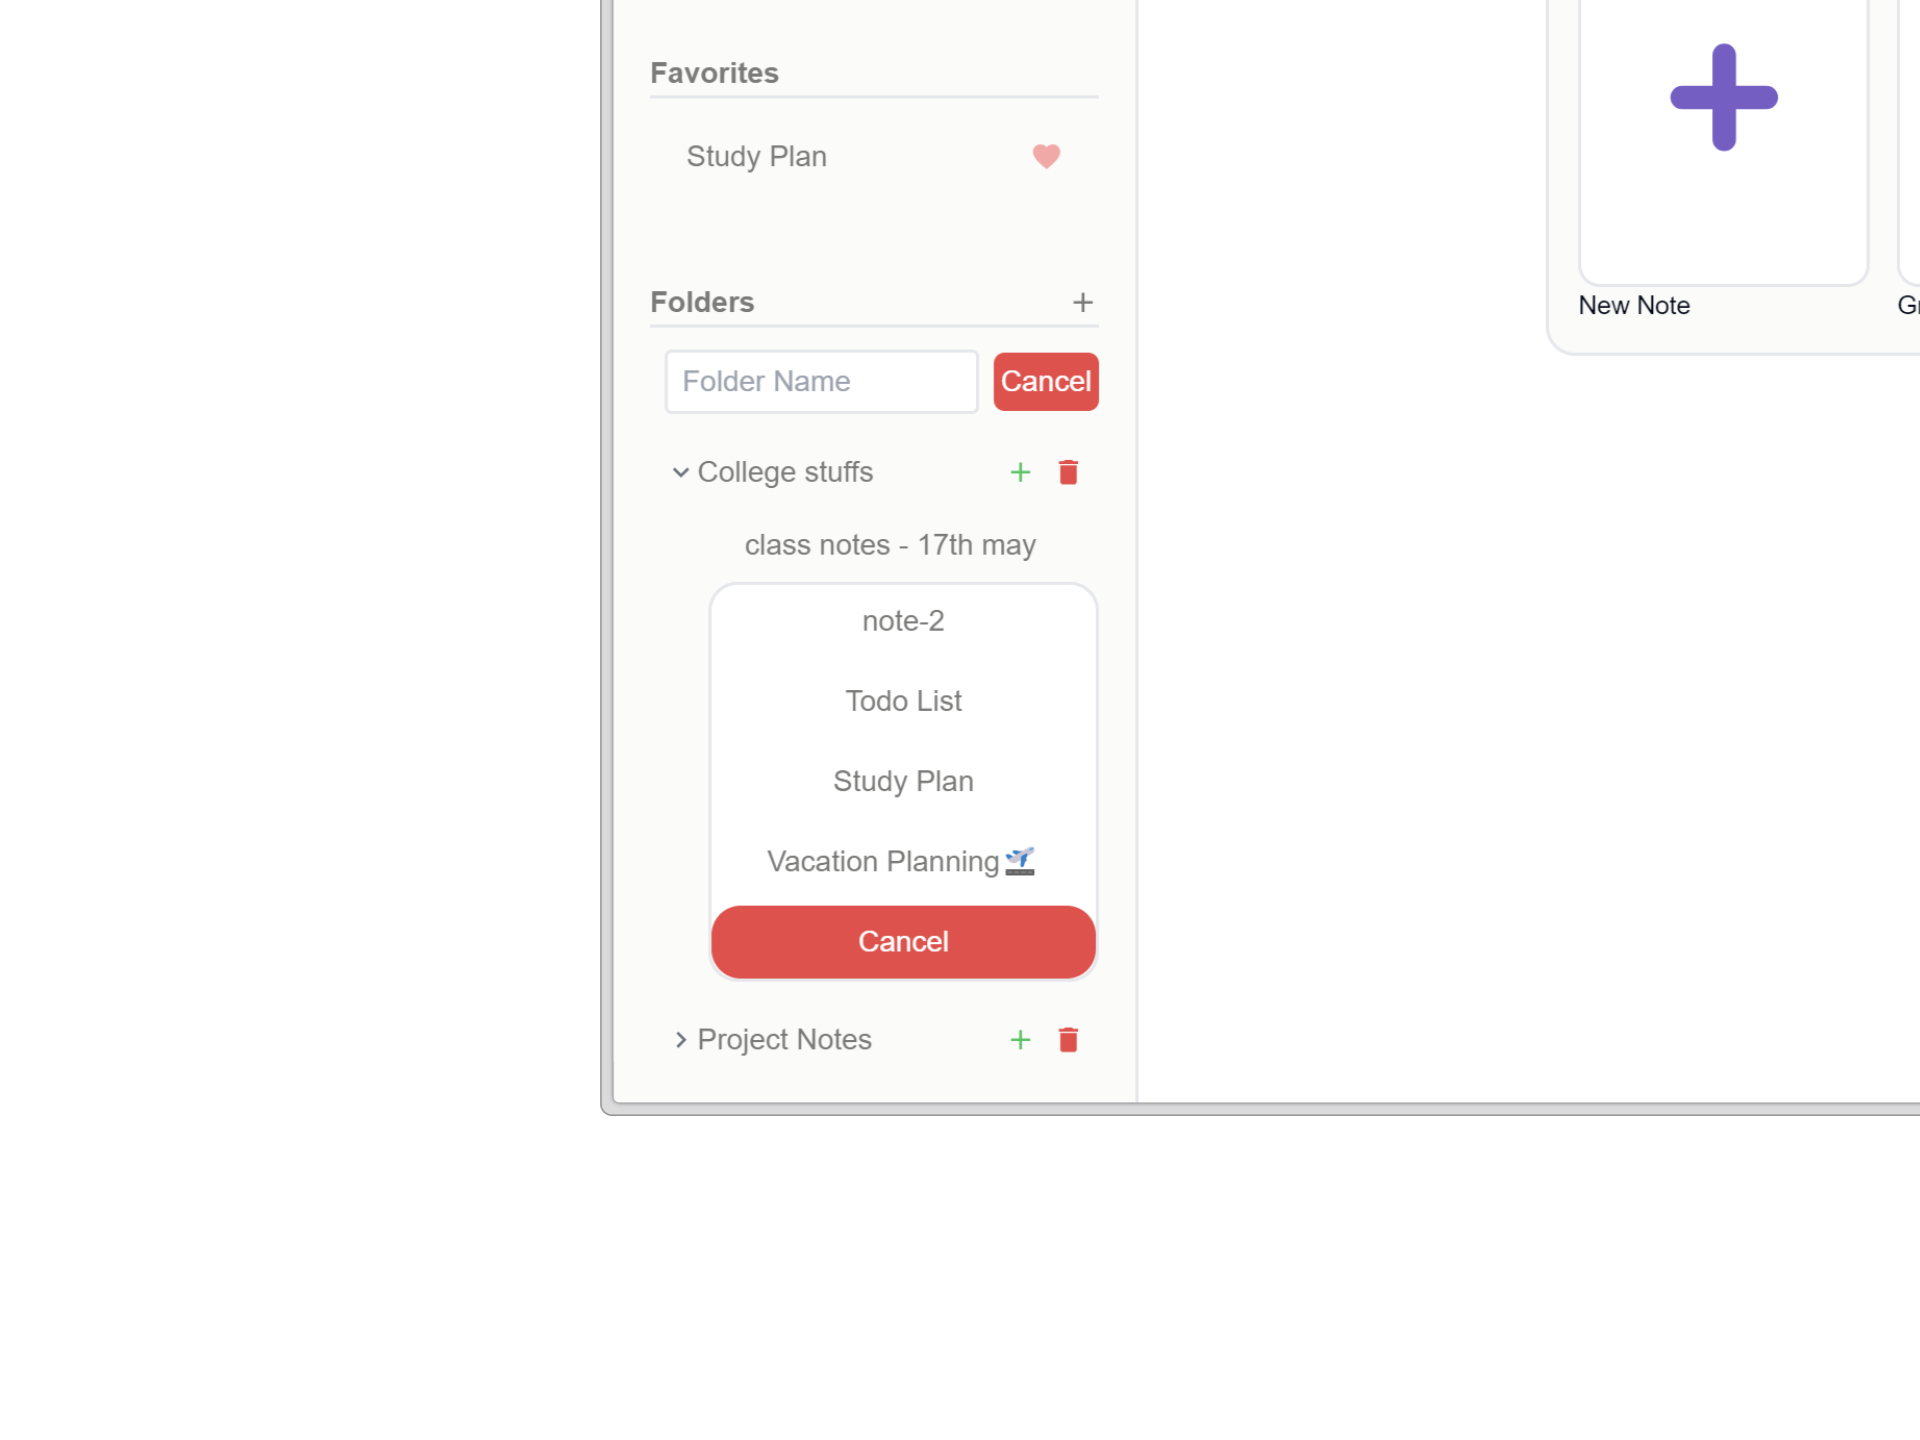 Favorites
Study Plan
Folders
Folder Name
Cancel
College stuffs
class notes - 17th may
note-2
Todo List
Study Plan
Vacation Planning🛫
Cancel
Project Notes
New Note